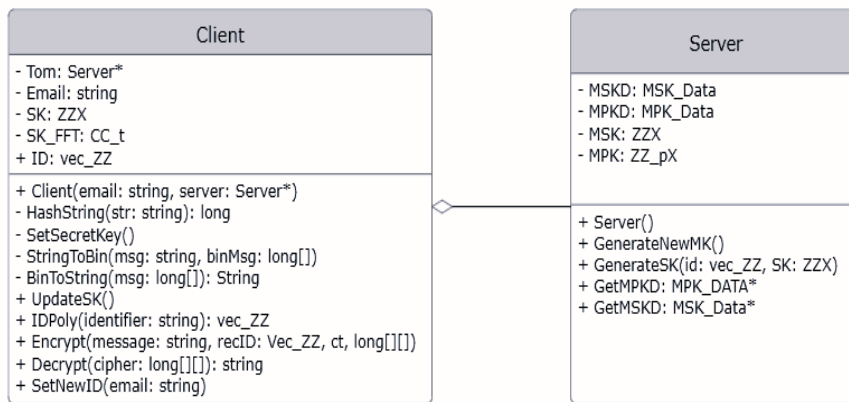 Client
- Tom: Server*
- Email: string
- SK: ZZX
- SK_FFT: CC_t
+ ID: vec_ZZ
+ Client(email: string, server: Server*)
- HashString(str: string): long
- SetSecretKey()
- StringToBin(msg: string, binMsg: long[])
- BinToString(msg: long[]): String
+ UpdateSK()
+ IDPoly(identifier: string): vec_ZZ
+ Encrypt(message: string, recID: Vec_ZZ, ct, long[][])
+ Decrypt(cipher: long[][]): string
+ SetNewID(email: string)
Server
- MSKD: MSK_Data
- MPKD: MPK_Data
- MSK: ZZX
- MPK: ZZ_pX
+ Server()
+ GenerateNewMK()
+ GenerateSK(id: vec_ZZ, SK: ZZX)
+ GetMPKD: MPK_DATA*
+ GetMSKD: MSK_Data*